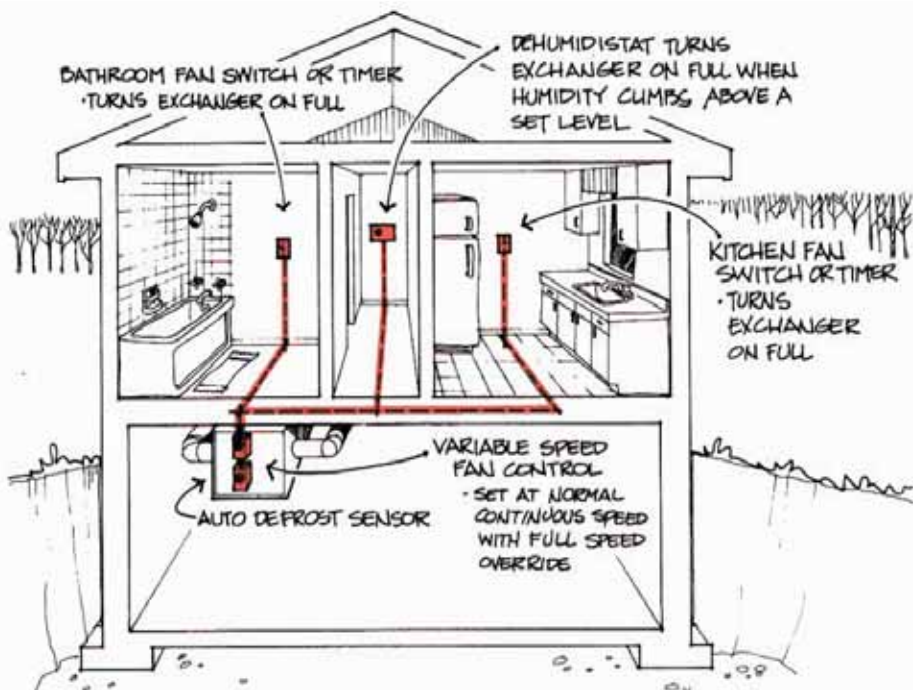 BATHROOM FAN SWITCH OR TIMER
• TURNS EXCHANGER ON FULL
DEHUMIDISTAT TURNS
EXCHANGER ON FULL WHEN
HUMIDITY CLIMBS ABOVE A
SET LEVEL
KITCHEN FAN
SWITCH OR TIMER
• TURNS
EXCHANGER
ON FULL
VARIABLE SPEED
FAN CONTROL
• SET AT NORMAL
CONTINUOUS SPEED
WITH FULL SPEED
OVERRIDE
AUTO DEFROST SENSOR